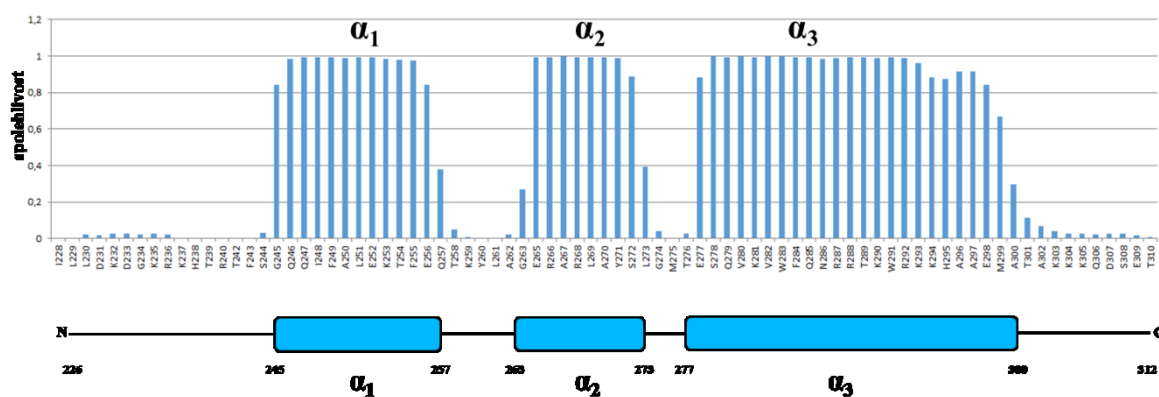 1,2
α1 α2 α3
1
0,8
0,6
0,4
0,2
0
spolehlivost
I228 L229 L230 D231 K232 D233 G234 K235 R236 K237 H238 T239 R240 T242 F243 S244 G245 Q246 Q247 I248 F249 A250 L251 E252 K253 T254 F255 E256 Q257 T258 K259 Y260 L261 A262 G263 E265 R266 A267 R268 L269 A270 Y271 S272 L273 G274 M275 T276 E277 S278 Q279 V280 K281 V282 W283 F284 Q285 N286 R287 R288 T289 K290 W291 R292 K293 K294 H295 A296 A297 E298 M299 A300 T301 A302 K303 K304 K305 Q306 D307 S308 E309 T310
N C
226 245 257 263 273 277 300 312
α1 α2 α3